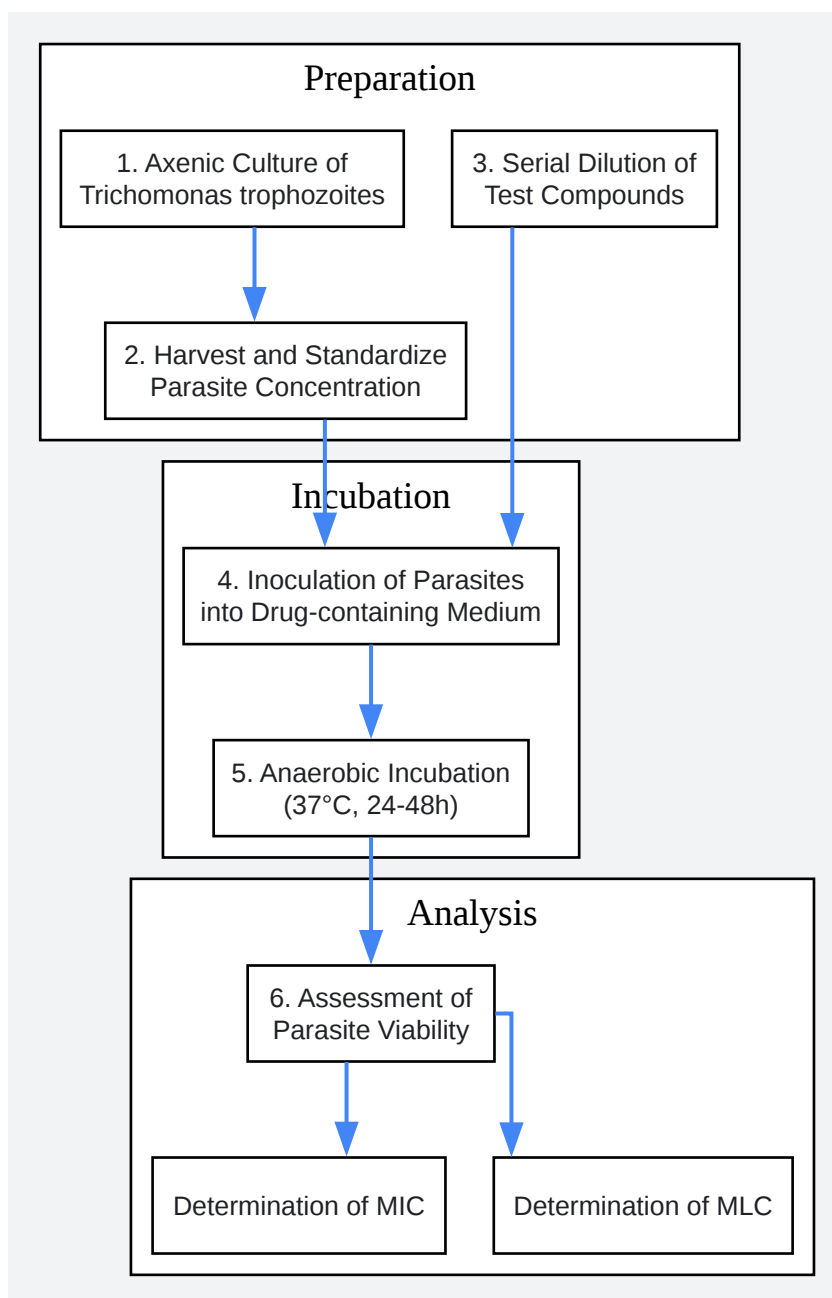 Preparation
1. Axenic Culture of
Trichomonas trophozoites
3. Serial Dilution of
Test Compounds
2. Harvest and Standardize
Parasite Concentration
Incubation
4. Inoculation of Parasites
into Drug-containing Medium
5. Anaerobic Incubation
(37°C, 24-48h)
Analysis
6. Assessment of
Parasite Viability
Determination of MIC
Determination of MLC